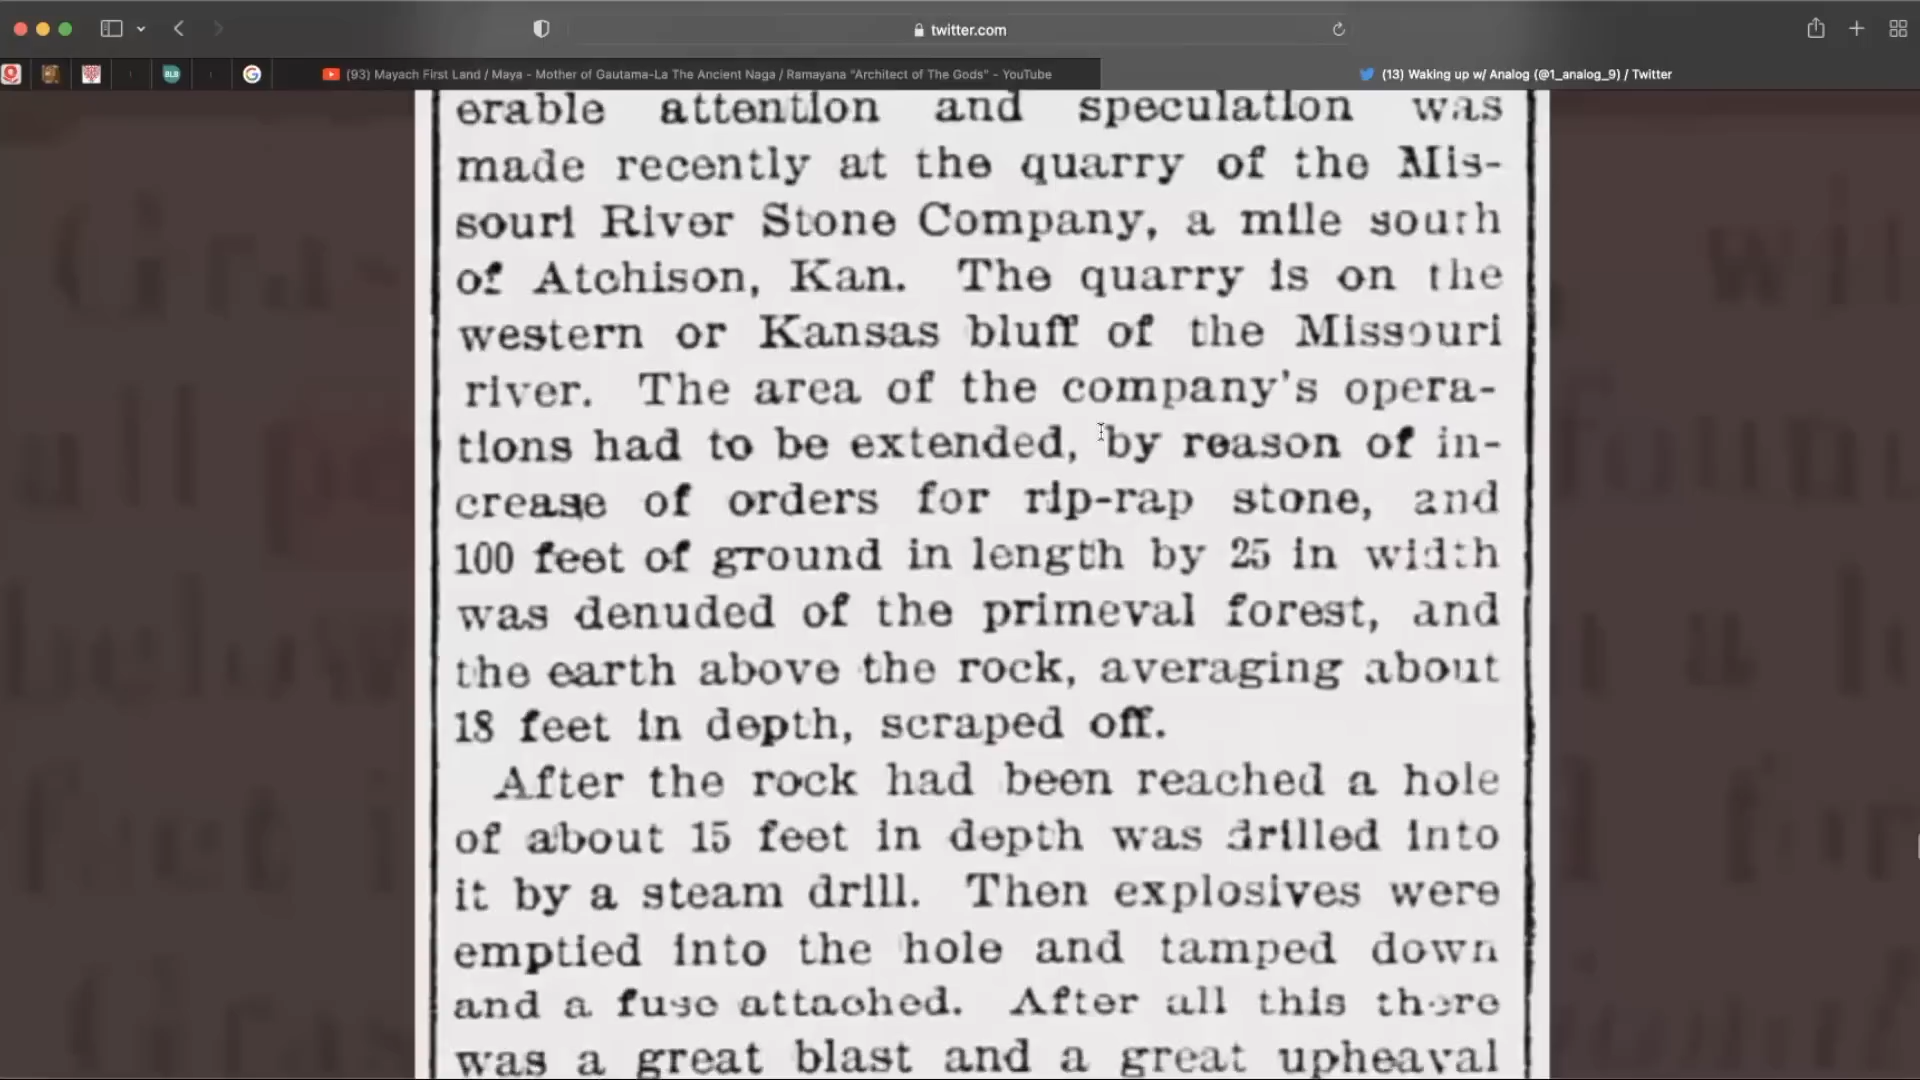 twitter.com
BLB
G
(93) Mayach First Land / Maya - Mother of Gautama-La The Ancient Naga / Ramayana "Architect of The Gods" - YouTube
(13) Waking up w/ Analog (@1_analog_9) / Twitter
erable attention and speculation was
made recently at the quarry of the Mis-
souri River Stone Company, a mile south
of Atchison, Kan. The quarry is on the
western or Kansas bluff of the Missouri
river. The area of the company's opera-
tions had to be extended, by reason of in-
crease of orders for rip-rap stone, and
100 feet of ground in length by 25 in width
was denuded of the primeval forest, and
the earth above the rock, averaging about
18 feet in depth, scraped off.
After the rock had been reached a hole
of about 15 feet in depth was drilled into
it by a steam drill. Then explosives were
emptied into the hole and tamped down
and a fuse attached. After all this there
was a great blast and a great upheaval